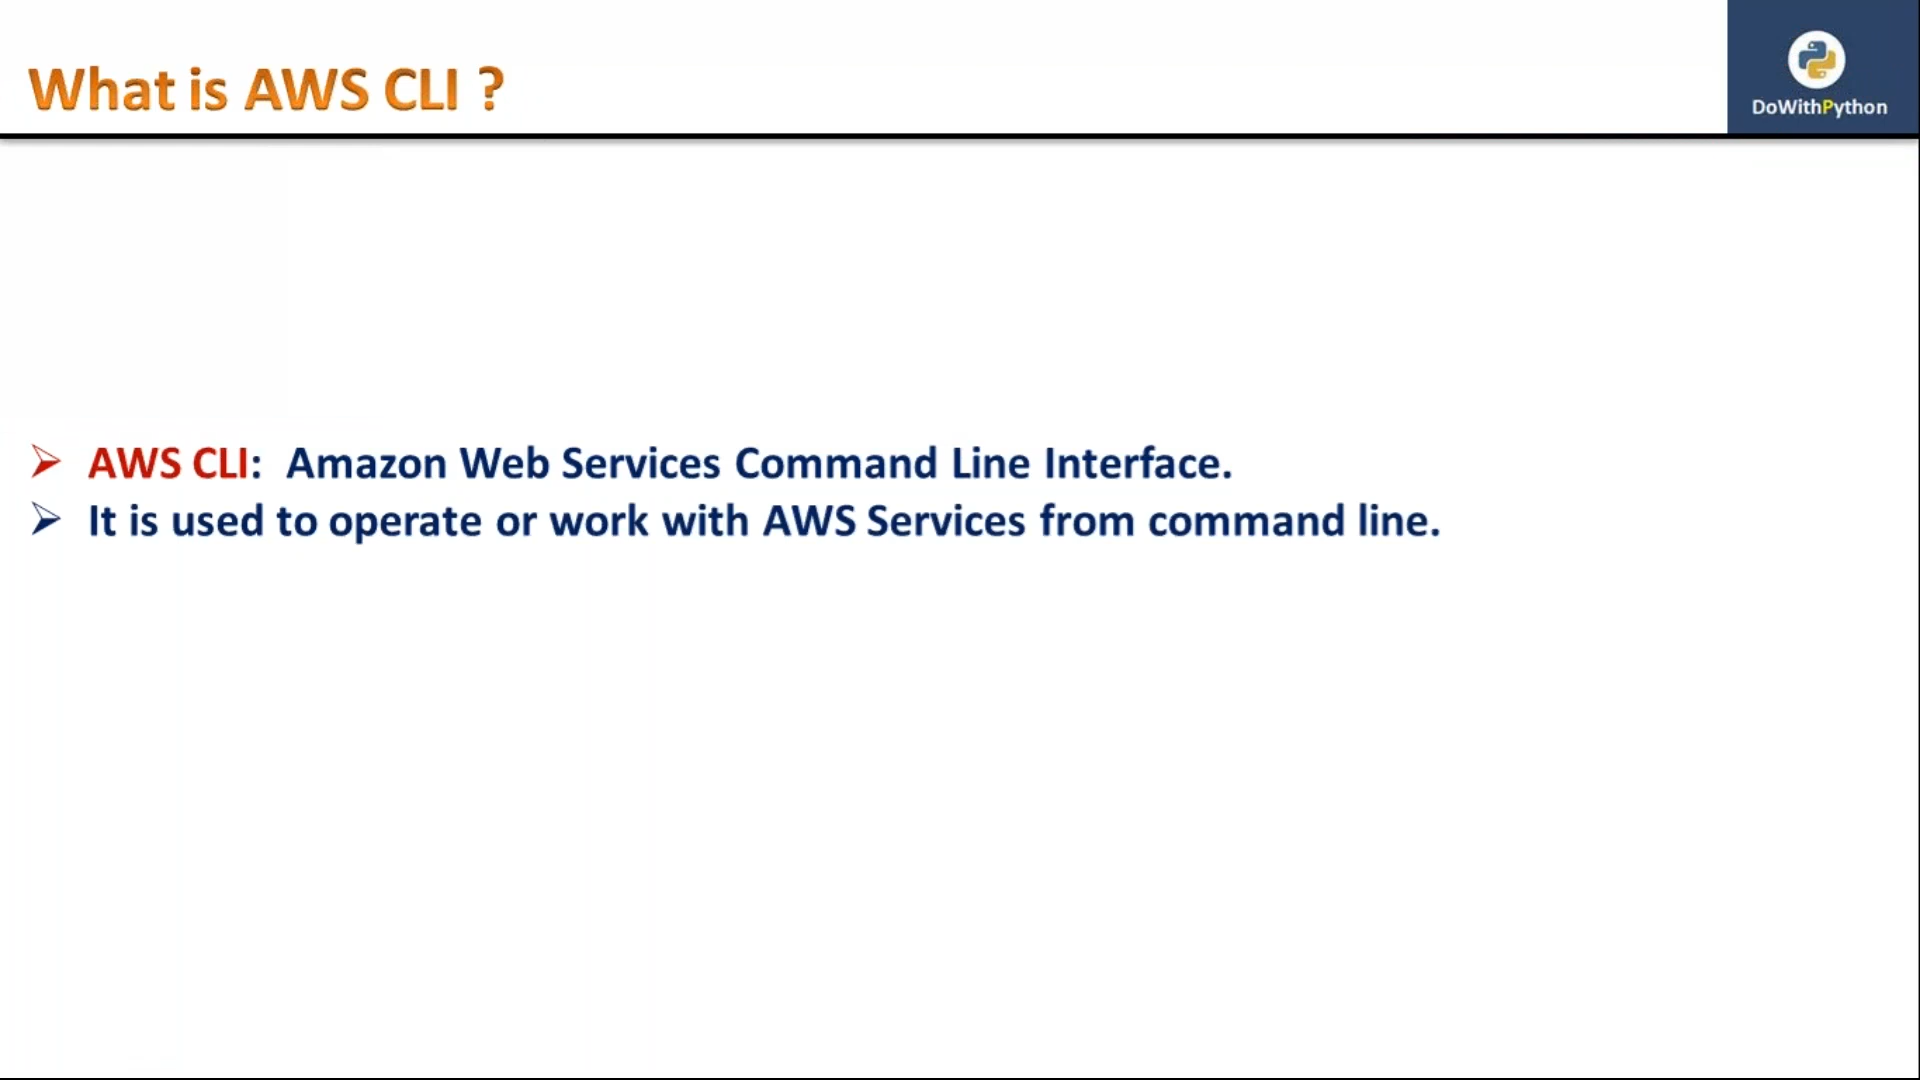 What is AWS CLI ?
DoWithPython
➢ AWS CLI: Amazon Web Services Command Line Interface.
➢ It is used to operate or work with AWS Services from command line.